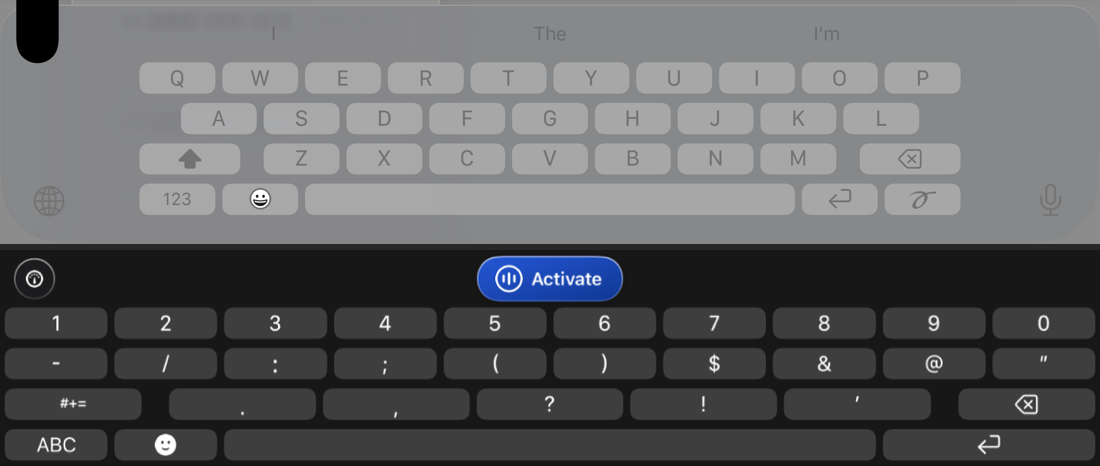 I The I'm
Q W E R T Y U I O P
A S D F G H J K L
Z X C V B N M
123
Activate
1 2 3 4 5 6 7 8 9 0
- / : ; ( ) $ & @ "
#+= . , ? ! '
ABC